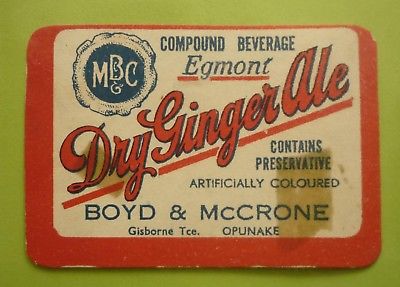 COMPOUND BEVERAGE
MBC
&
Egmont
Dry Ginger Ale
CONTAINS
PRESERVATIVE
ARTIFICIALLY COLOURED
BOYD & McCRONE
Gisborne Tce. OPUNAKE